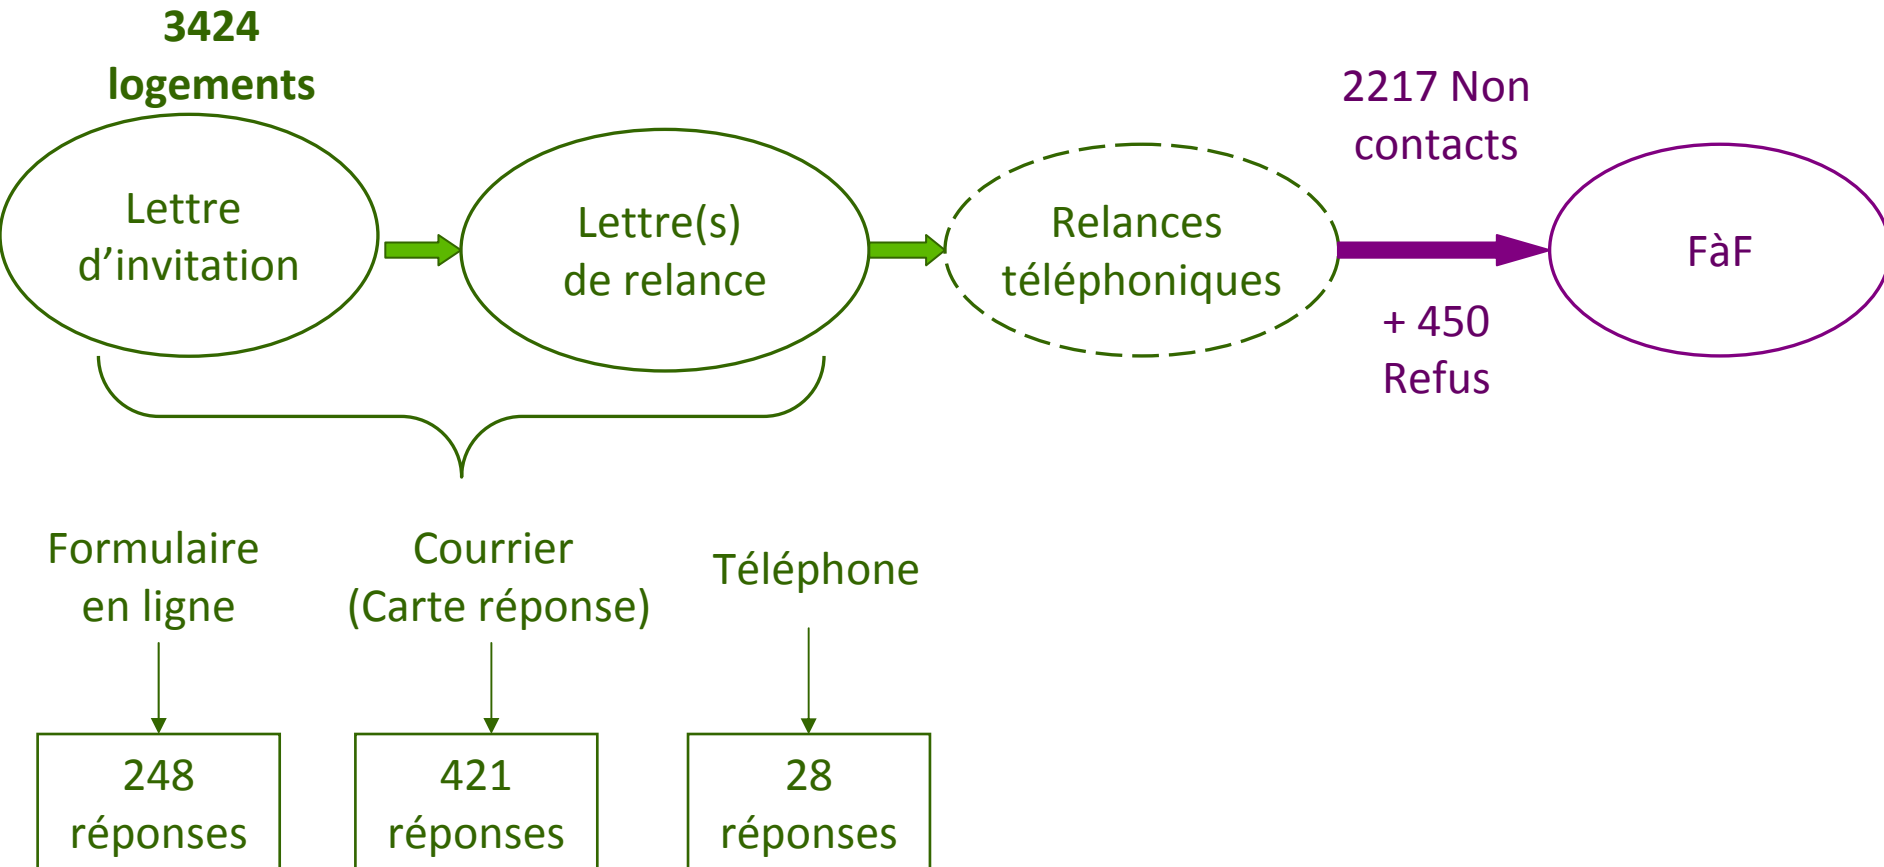 3424
logements
Lettre
d’invitation
Lettre(s)
de relance
Relances
téléphoniques
2217 Non
contacts
+ 450
Refus
FàF
Formulaire
en ligne
Courrier
(Carte réponse)
Téléphone
248
réponses
421
réponses
28
réponses